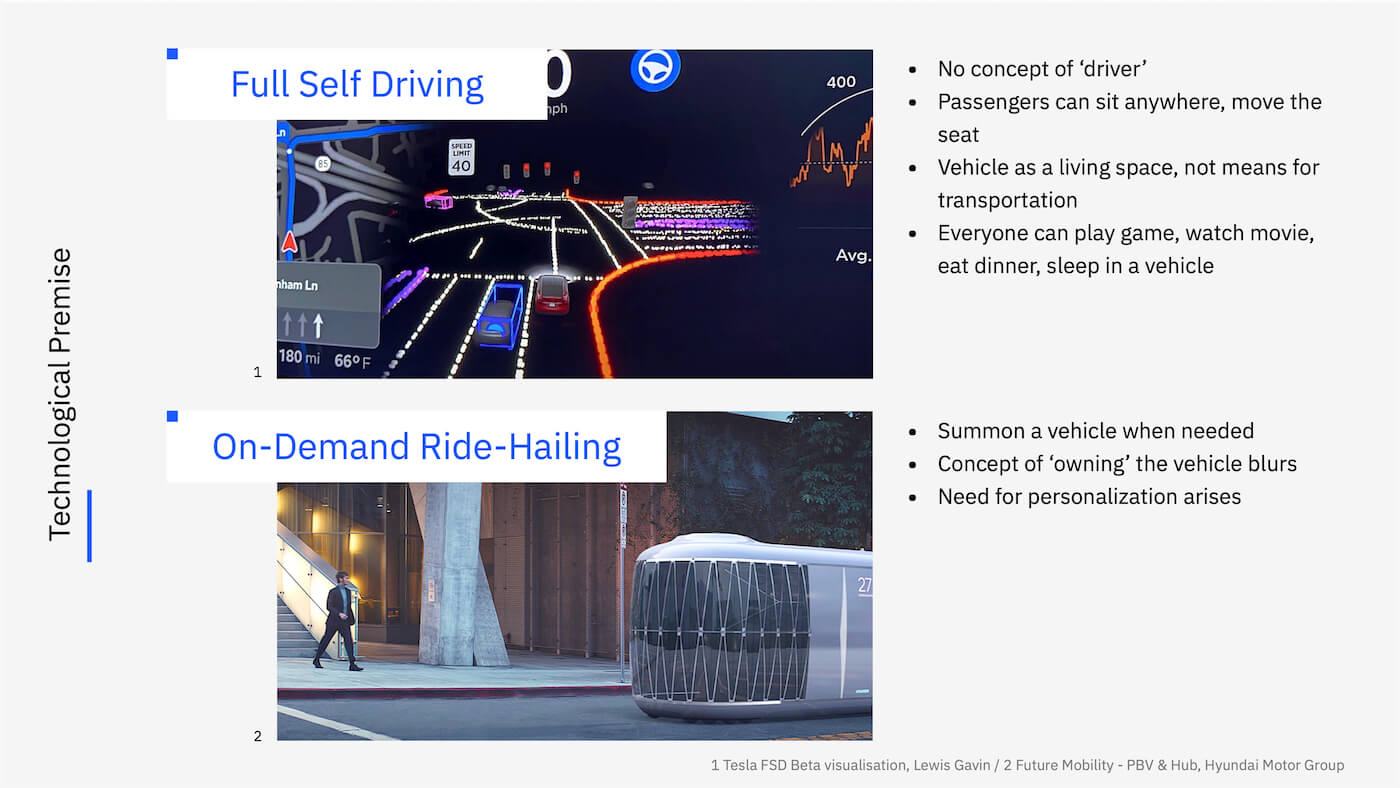 Technological Premise
Full Self Driving
0
mph
400
SPEED
LIMIT
40
85
Avg.
nham Ln
180 mi 66° F
1
• No concept of ‘driver’
• Passengers can sit anywhere, move the
seat
• Vehicle as a living space, not means for
transportation
• Everyone can play game, watch movie,
eat dinner, sleep in a vehicle
On-Demand Ride-Hailing
27
2
• Summon a vehicle when needed
• Concept of ‘owning’ the vehicle blurs
• Need for personalization arises
1 Tesla FSD Beta visualisation, Lewis Gavin / 2 Future Mobility - PBV & Hub, Hyundai Motor Group